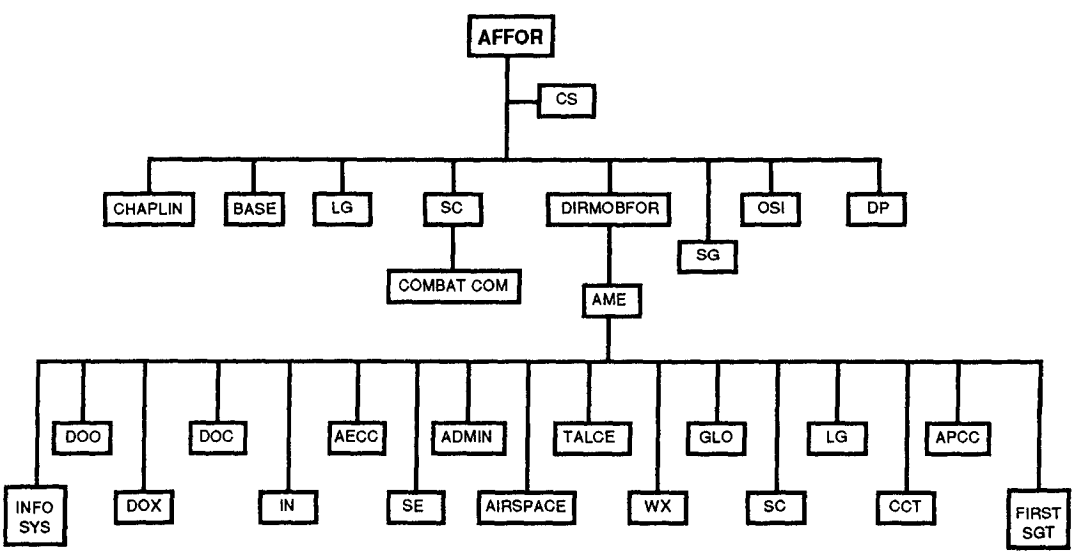 AFFOR
CS
CHAPLIN
BASE
LG
SC
DIRMOBFOR
OSI
DP
SG
COMBAT COM
AME
DOO
DOC
AECC
ADMIN
TALCE
GLO
LG
APCC
INFO
SYS
DOX
IN
SE
AIRSPACE
WX
SC
CCT
FIRST
SGT